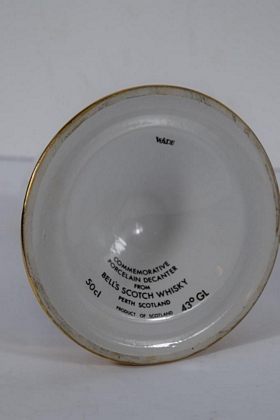 WADE
COMMEMORATIVE
PORCELAIN DECANTER
FROM
BELL'S SCOTCH WHISKY
PERTH SCOTLAND
50cl
PRODUCT OF SCOTLAND
43° GL